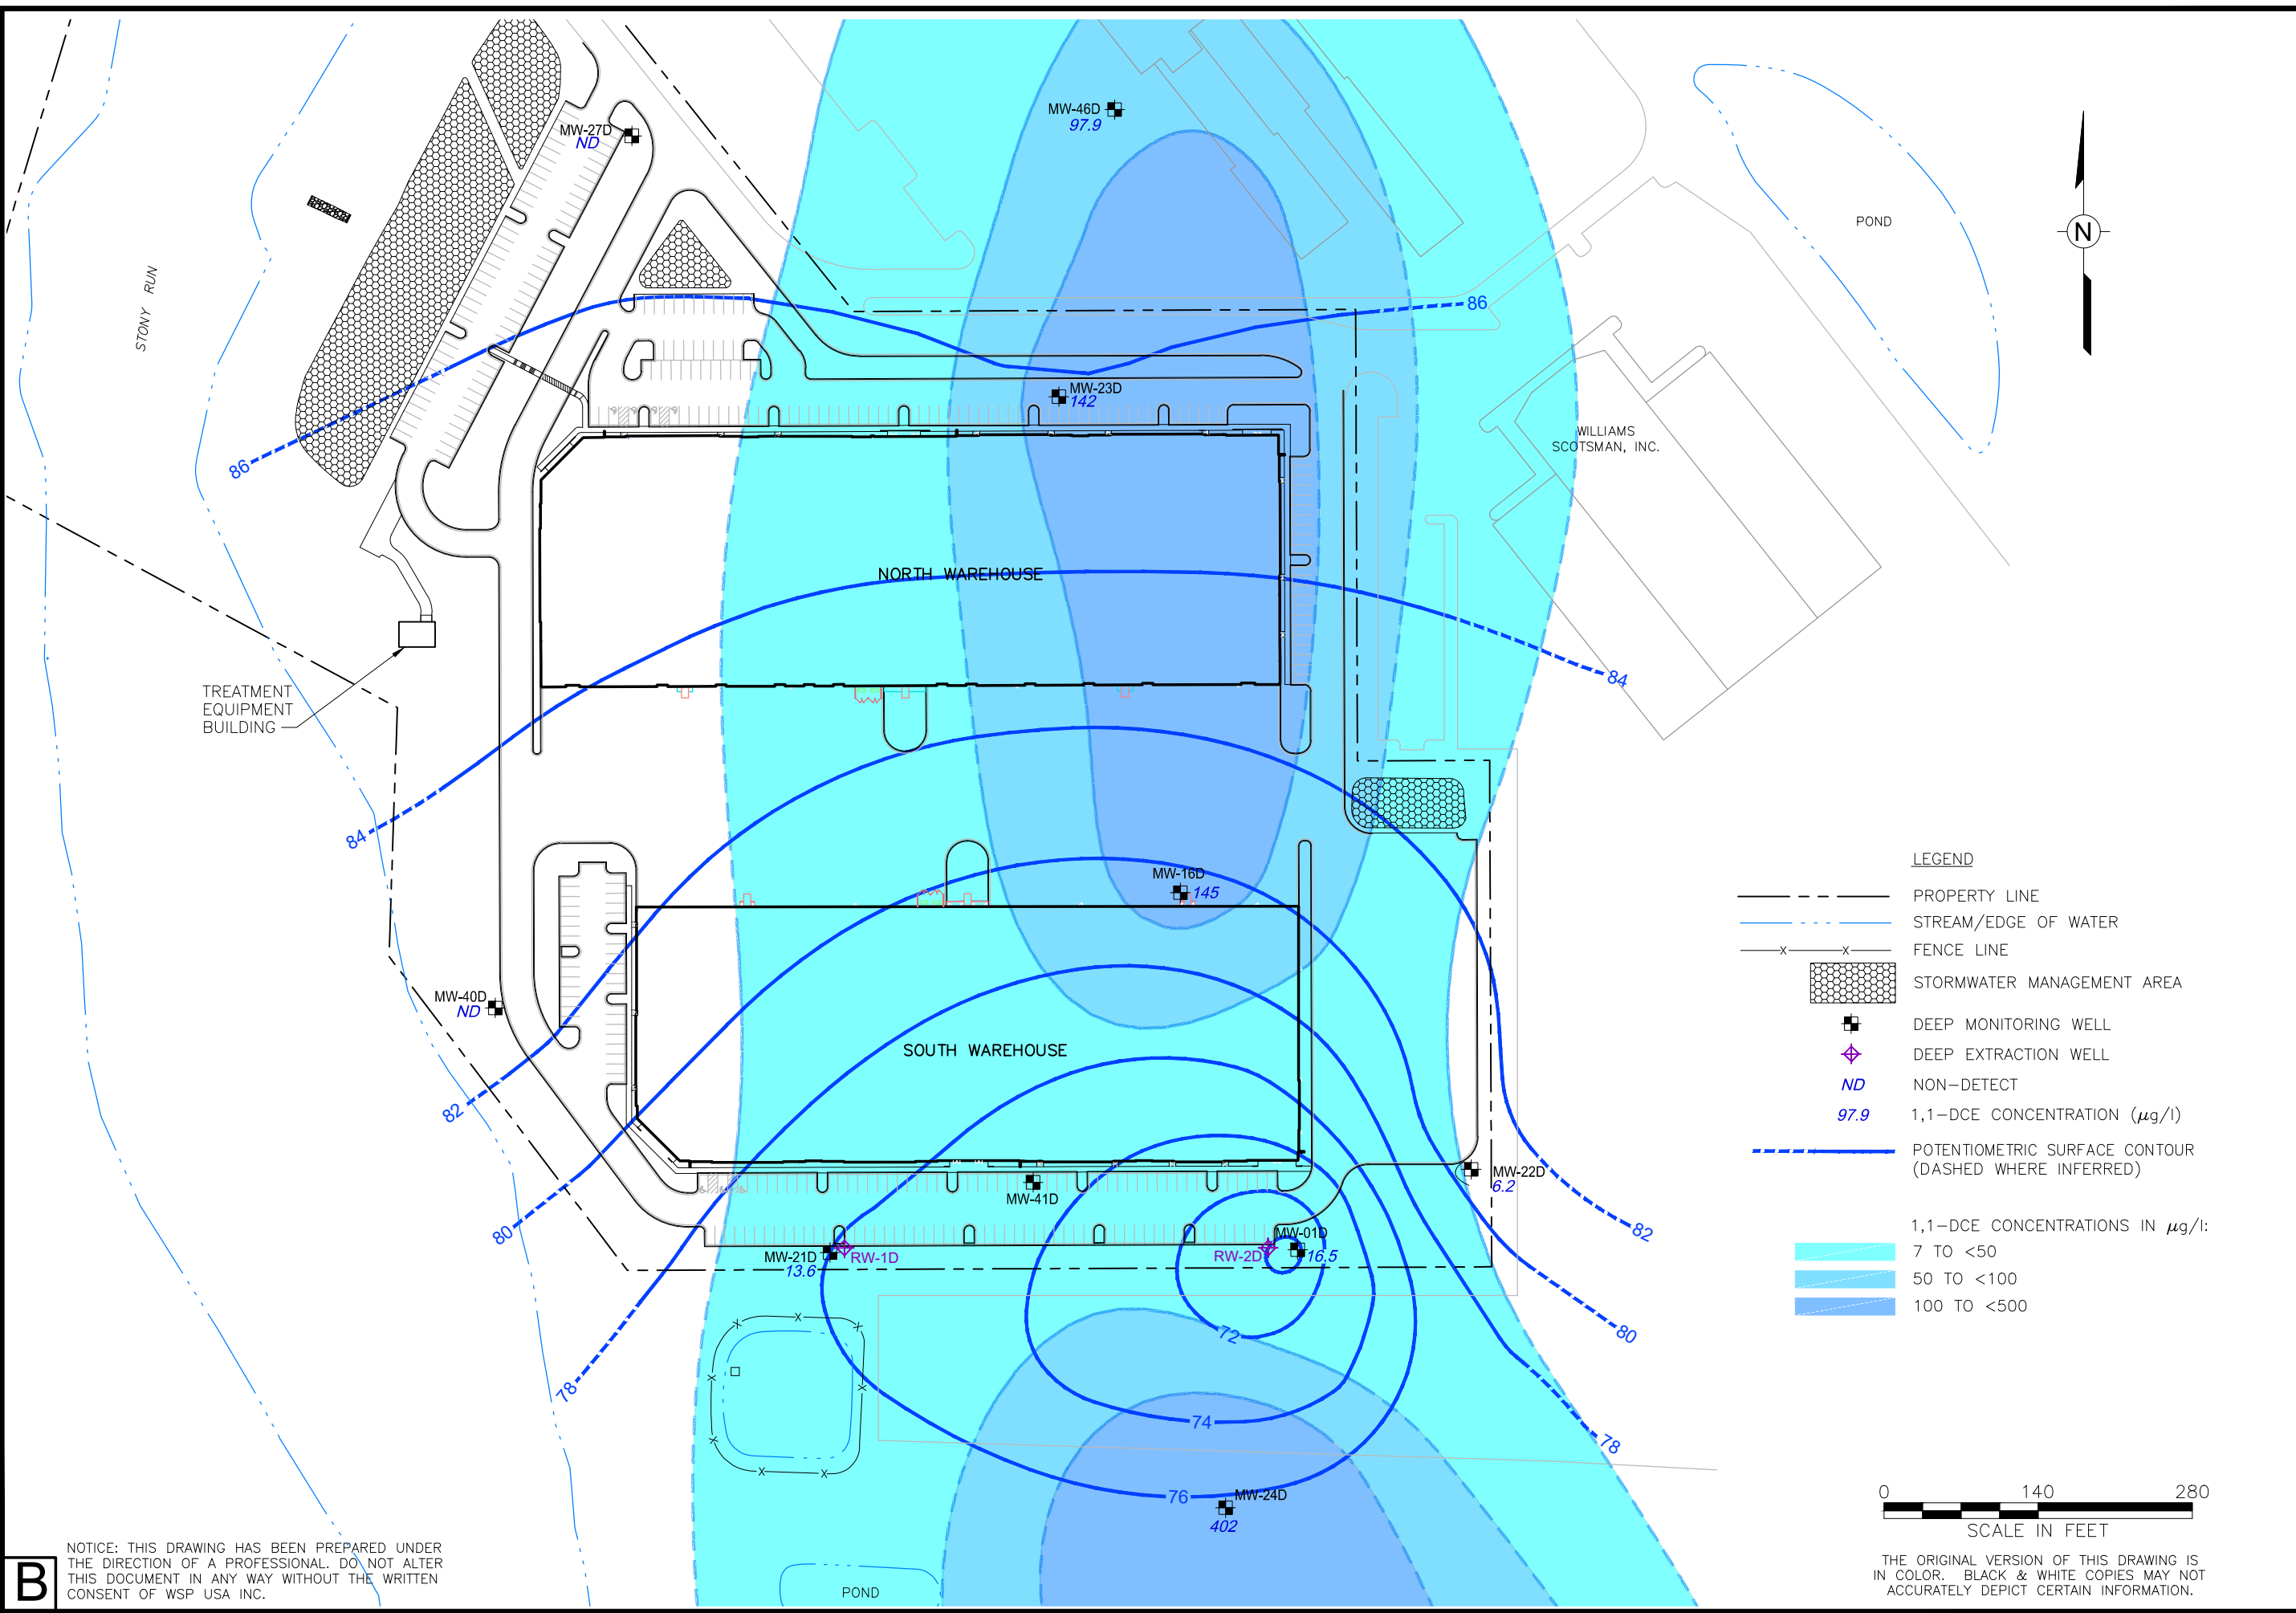 MW-46D
97.9
MW-27D
ND
POND
N
STONY RUN
86
86
MW-23D
142
WILLIAMS
SCOTSMAN, INC.
NORTH WAREHOUSE
84
TREATMENT
EQUIPMENT
BUILDING
84
MW-16D
145
MW-40D
ND
SOUTH WAREHOUSE
82
MW-41D
MW-22D
6.2
80
82
MW-21D
13.6
RW-1D
RW-2D
MW-01D
16.5
72
80
78
74
78
76
MW-24D
402
POND
LEGEND
PROPERTY LINE
STREAM/EDGE OF WATER
X X FENCE LINE
STORMWATER MANAGEMENT AREA
DEEP MONITORING WELL
DEEP EXTRACTION WELL
ND NON-DETECT
97.9 1,1-DCE CONCENTRATION (µg/l)
POTENTIOMETRIC SURFACE CONTOUR
(DASHED WHERE INFERRED)
1,1-DCE CONCENTRATIONS IN µg/l:
7 TO <50
50 TO <100
100 TO <500
0 140 280
SCALE IN FEET
THE ORIGINAL VERSION OF THIS DRAWING IS
IN COLOR. BLACK & WHITE COPIES MAY NOT
ACCURATELY DEPICT CERTAIN INFORMATION.
B
NOTICE: THIS DRAWING HAS BEEN PREPARED UNDER
THE DIRECTION OF A PROFESSIONAL. DO NOT ALTER
THIS DOCUMENT IN ANY WAY WITHOUT THE WRITTEN
CONSENT OF WSP USA INC.